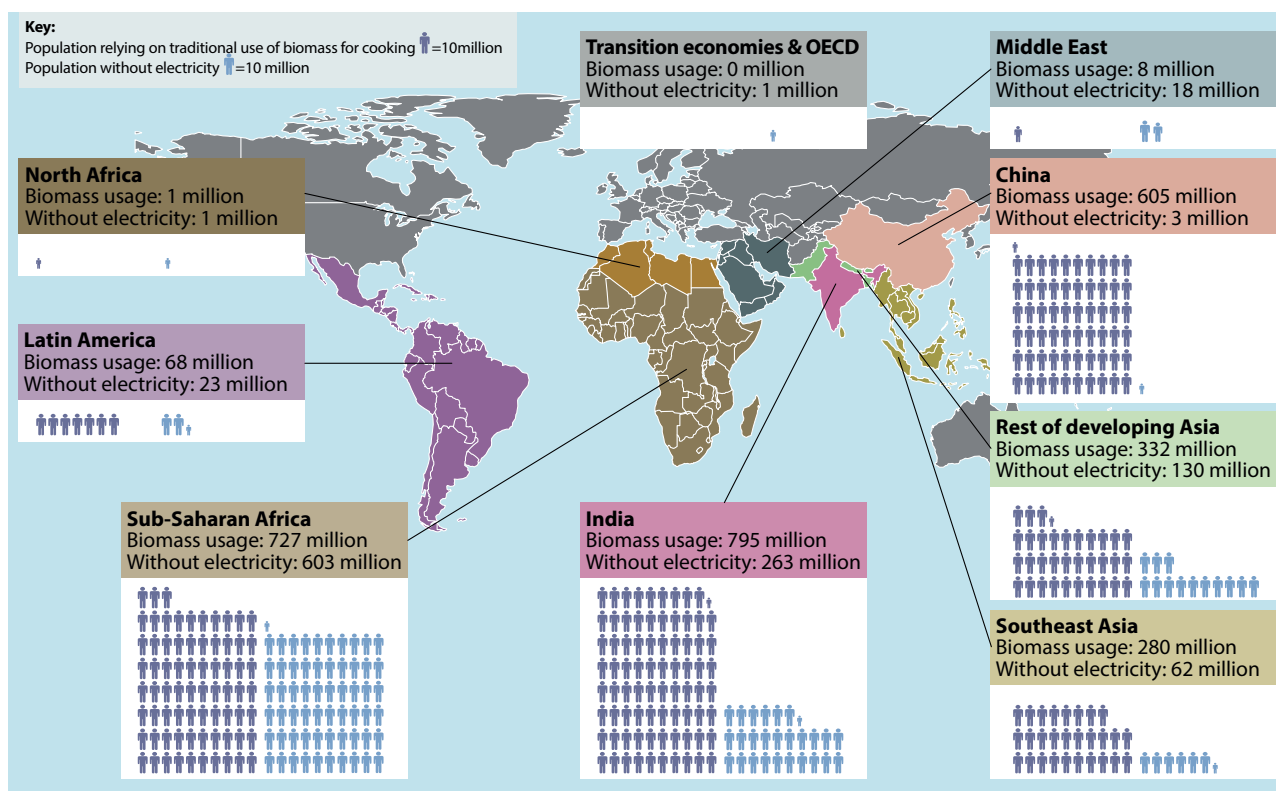 Key:
Population relying on traditional use of biomass for cooking =10million
Population without electricity =10 million
Transition economies & OECD
Biomass usage: 0 million
Without electricity: 1 million
Middle East
Biomass usage: 8 million
Without electricity: 18 million
North Africa
Biomass usage: 1 million
Without electricity: 1 million
China
Biomass usage: 605 million
Without electricity: 3 million
Latin America
Biomass usage: 68 million
Without electricity: 23 million
Rest of developing Asia
Biomass usage: 332 million
Without electricity: 130 million
Sub-Saharan Africa
Biomass usage: 727 million
Without electricity: 603 million
India
Biomass usage: 795 million
Without electricity: 263 million
Southeast Asia
Biomass usage: 280 million
Without electricity: 62 million